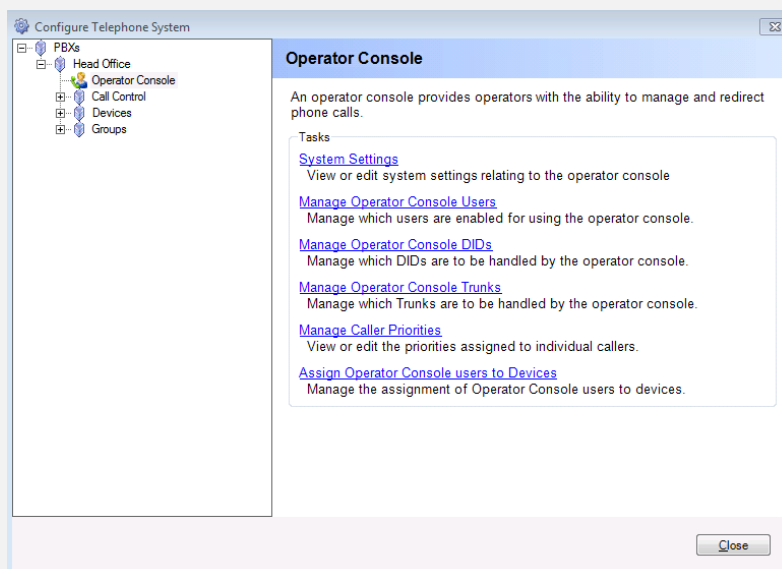 Configure Telephone System
PBXs
Head Office
Operator Console
Call Control
Devices
Groups
Operator Console
An operator console provides operators with the ability to manage and redirect
phone calls.
Tasks
System Settings
View or edit system settings relating to the operator console
Manage Operator Console Users
Manage which users are enabled for using the operator console.
Manage Operator Console DIDs
Manage which DIDs are to be handled by the operator console.
Manage Operator Console Trunks
Manage which Trunks are to be handled by the operator console.
Manage Caller Priorities
View or edit the priorities assigned to individual callers.
Assign Operator Console users to Devices
Manage the assignment of Operator Console users to devices.
Close